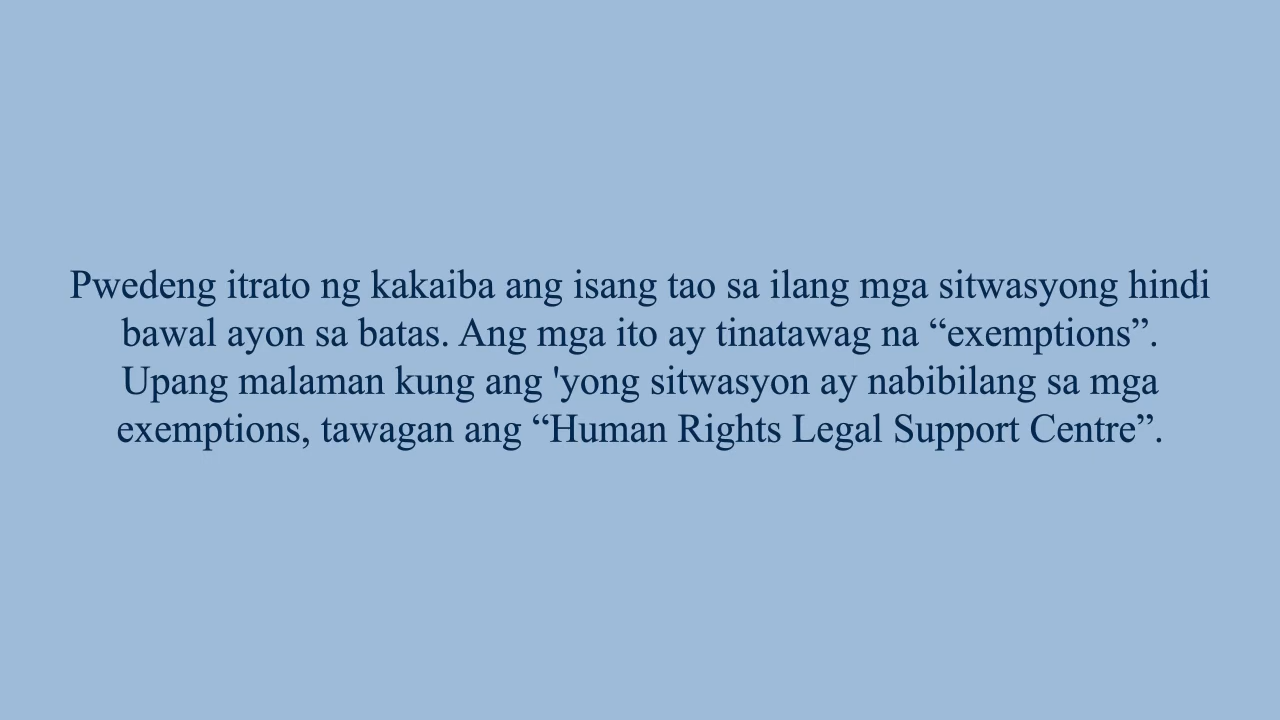 Pwedeng itrato ng kakaiba ang isang tao sa ilang mga sitwasyong hindi
bawal ayon sa batas. Ang mga ito ay tinatawag na “exemptions”.
Upang malaman kung ang 'yong sitwasyon ay nabibilang sa mga
exemptions, tawagan ang “Human Rights Legal Support Centre”.